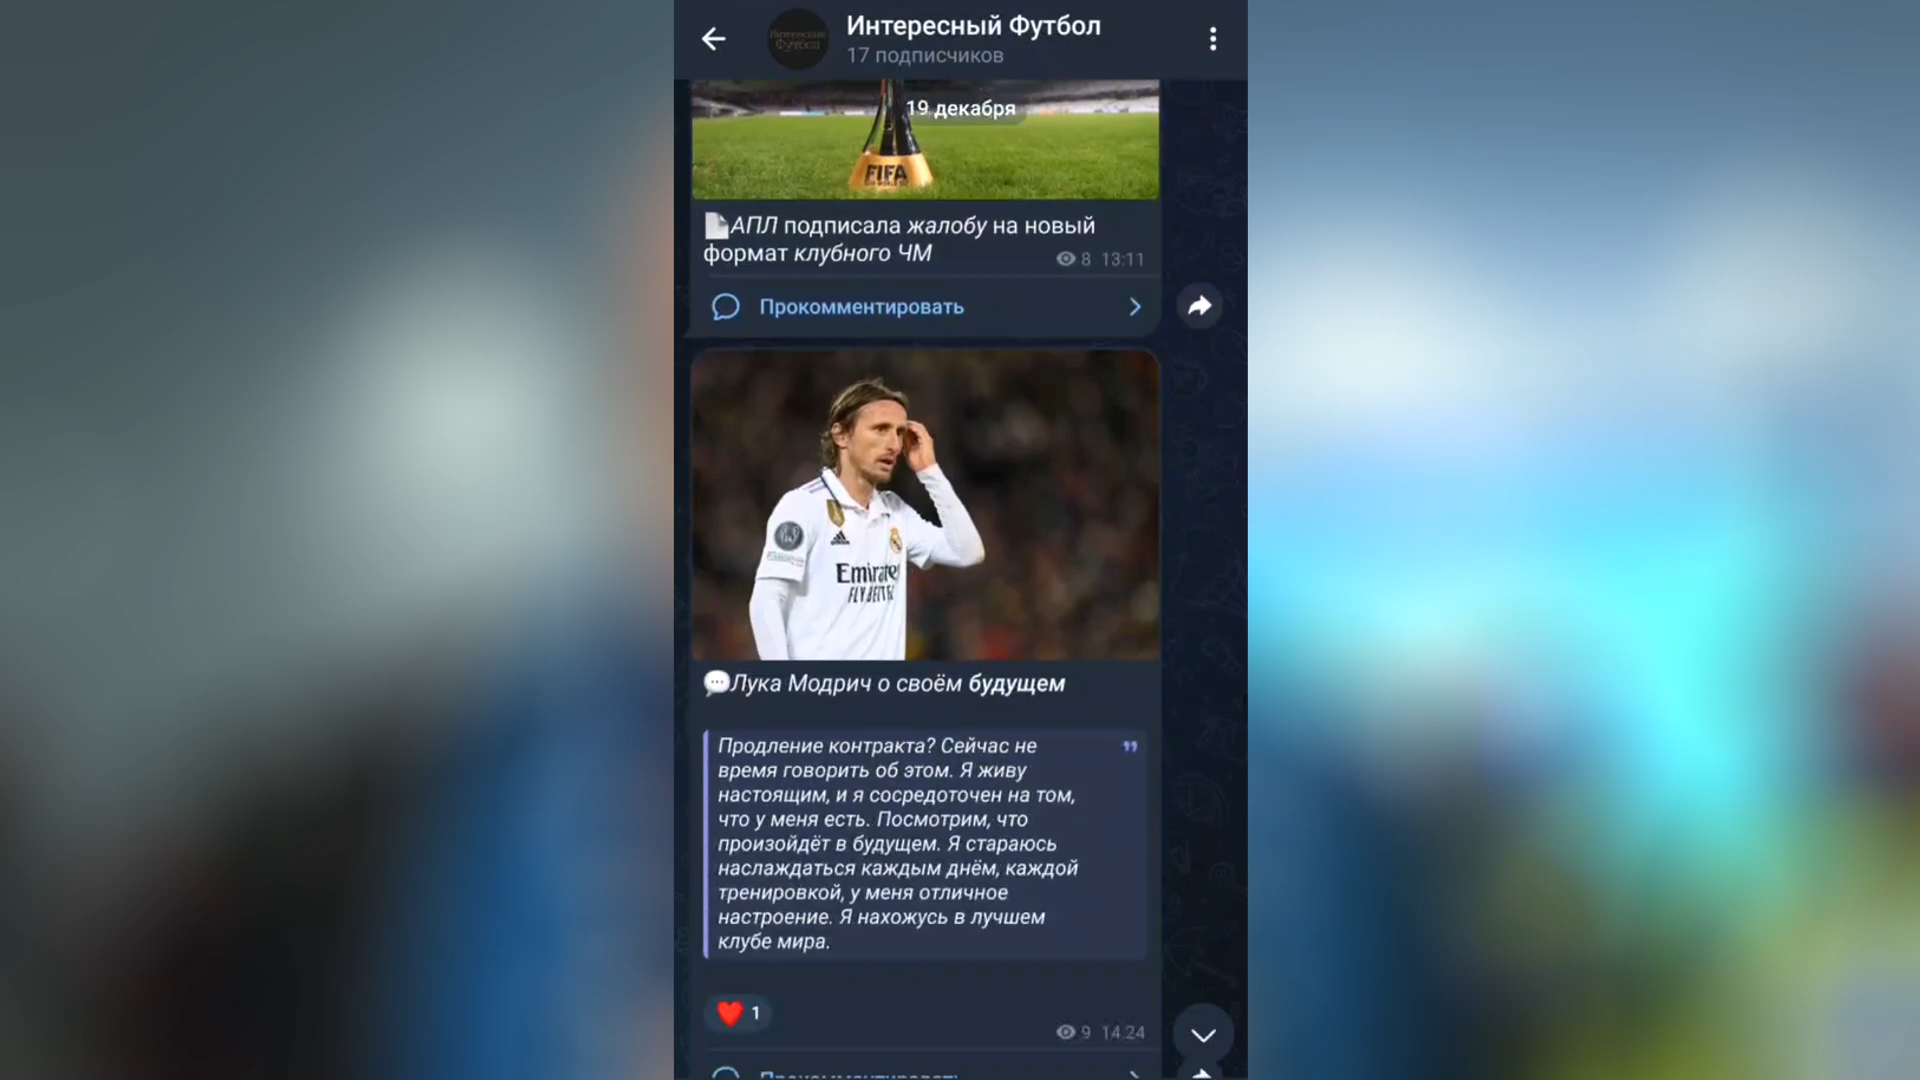 Интересный Футбол
17 подписчиков
19 декабря
FIFA
АПЛ подписала жалобу на новый
формат клубного ЧМ
8 13:11
Прокомментировать
Emirates
💬Лука Модрич о своём будущем
Продление контракта? Сейчас не
время говорить об этом. Я живу
настоящим, и я сосредоточен на том,
что у меня есть. Посмотрим, что
произойдёт в будущем. Я стараюсь
наслаждаться каждым днём, каждой
тренировкой, у меня отличное
настроение. Я нахожусь в лучшем
клубе мира.
❤️ 1
9 14:24
Прокомментировать